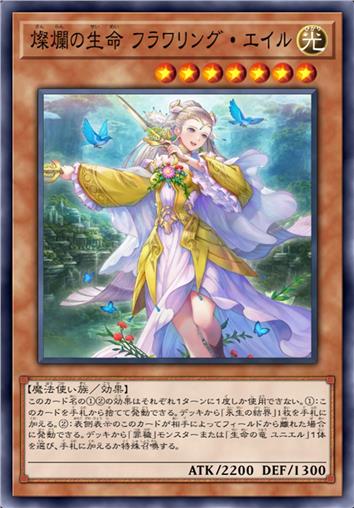 燦爛の生命 フラワリング・エイル
光
【魔法使い族/効果】
このカード名の①②の効果はそれぞれ1ターンに1度しか使用できない。①:こ
のカードを手札から捨てて発動できる。デッキから「永生の結界」1枚を手札に
加える。②:表側表示のこのカードが相手によってフィールドから離れた場合
に発動できる。デッキから「罪穢」モンスターまたは「生命の竜 ユニエル」1体
を選び、手札に加えるか特殊召喚する。
ATK/2200 DEF/1300